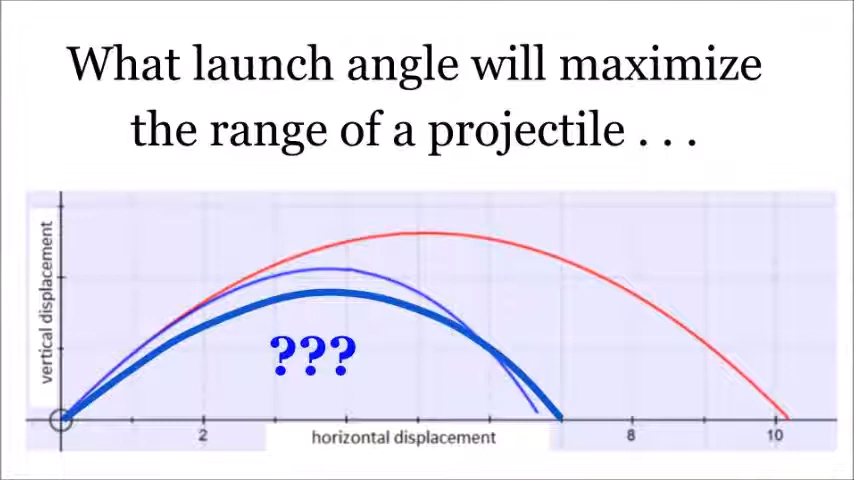 What launch angle will maximize
the range of a projectile . . .
vertical displacement
???
2
horizontal displacement
8
10